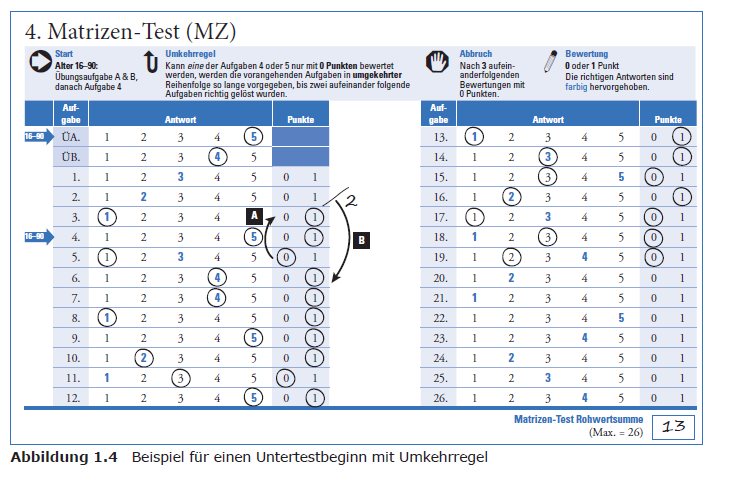 4. Matrizen-Test (MZ)
Start
Alter 16–90:
Übungsaufgabe A & B,
danach Aufgabe 4
Umkehrregel
Kann eine der Aufgaben 4 oder 5 nur mit 0 Punkten bewertet
werden, werden die vorangehenden Aufgaben in umgekehrter
Reihenfolge so lange vorgegeben, bis zwei aufeinander folgende
Aufgaben richtig gelöst wurden.
Abbruch
Nach 3 aufein-
anderfolgenden
Bewertungen mit
0 Punkten.
Bewertung
0 oder 1 Punkt
Die richtigen Antworten sind
farbig hervorgehoben.
Auf-
gabe Antwort Punkte
16–90 ÜA. 1 2 3 4 5
ÜB. 1 2 3 4 5
1. 1 2 3 4 5 0 1
2. 1 2 3 4 5 0 1 2
3. 1 2 3 4 A 0 1
16–90 4. 1 2 3 4 5 0 1 B
5. 1 2 3 4 5 0 1
6. 1 2 3 4 5 0 1
7. 1 2 3 4 5 0 1
8. 1 2 3 4 5 0 1
9. 1 2 3 4 5 0 1
10. 1 2 3 4 5 0 1
11. 1 2 3 4 5 0 1
12. 1 2 3 4 5 0 1
Auf-
gabe Antwort Punkte
13. 1 2 3 4 5 0 1
14. 1 2 3 4 5 0 1
15. 1 2 3 4 5 0 1
16. 1 2 3 4 5 0 1
17. 1 2 3 4 5 0 1
18. 1 2 3 4 5 0 1
19. 1 2 3 4 5 0 1
20. 1 2 3 4 5 0 1
21. 1 2 3 4 5 0 1
22. 1 2 3 4 5 0 1
23. 1 2 3 4 5 0 1
24. 1 2 3 4 5 0 1
25. 1 2 3 4 5 0 1
26. 1 2 3 4 5 0 1
Matrizen-Test Rohwertsumme
(Max. = 26) 13
Abbildung 1.4 Beispiel für einen Untertestbeginn mit Umkehrregel